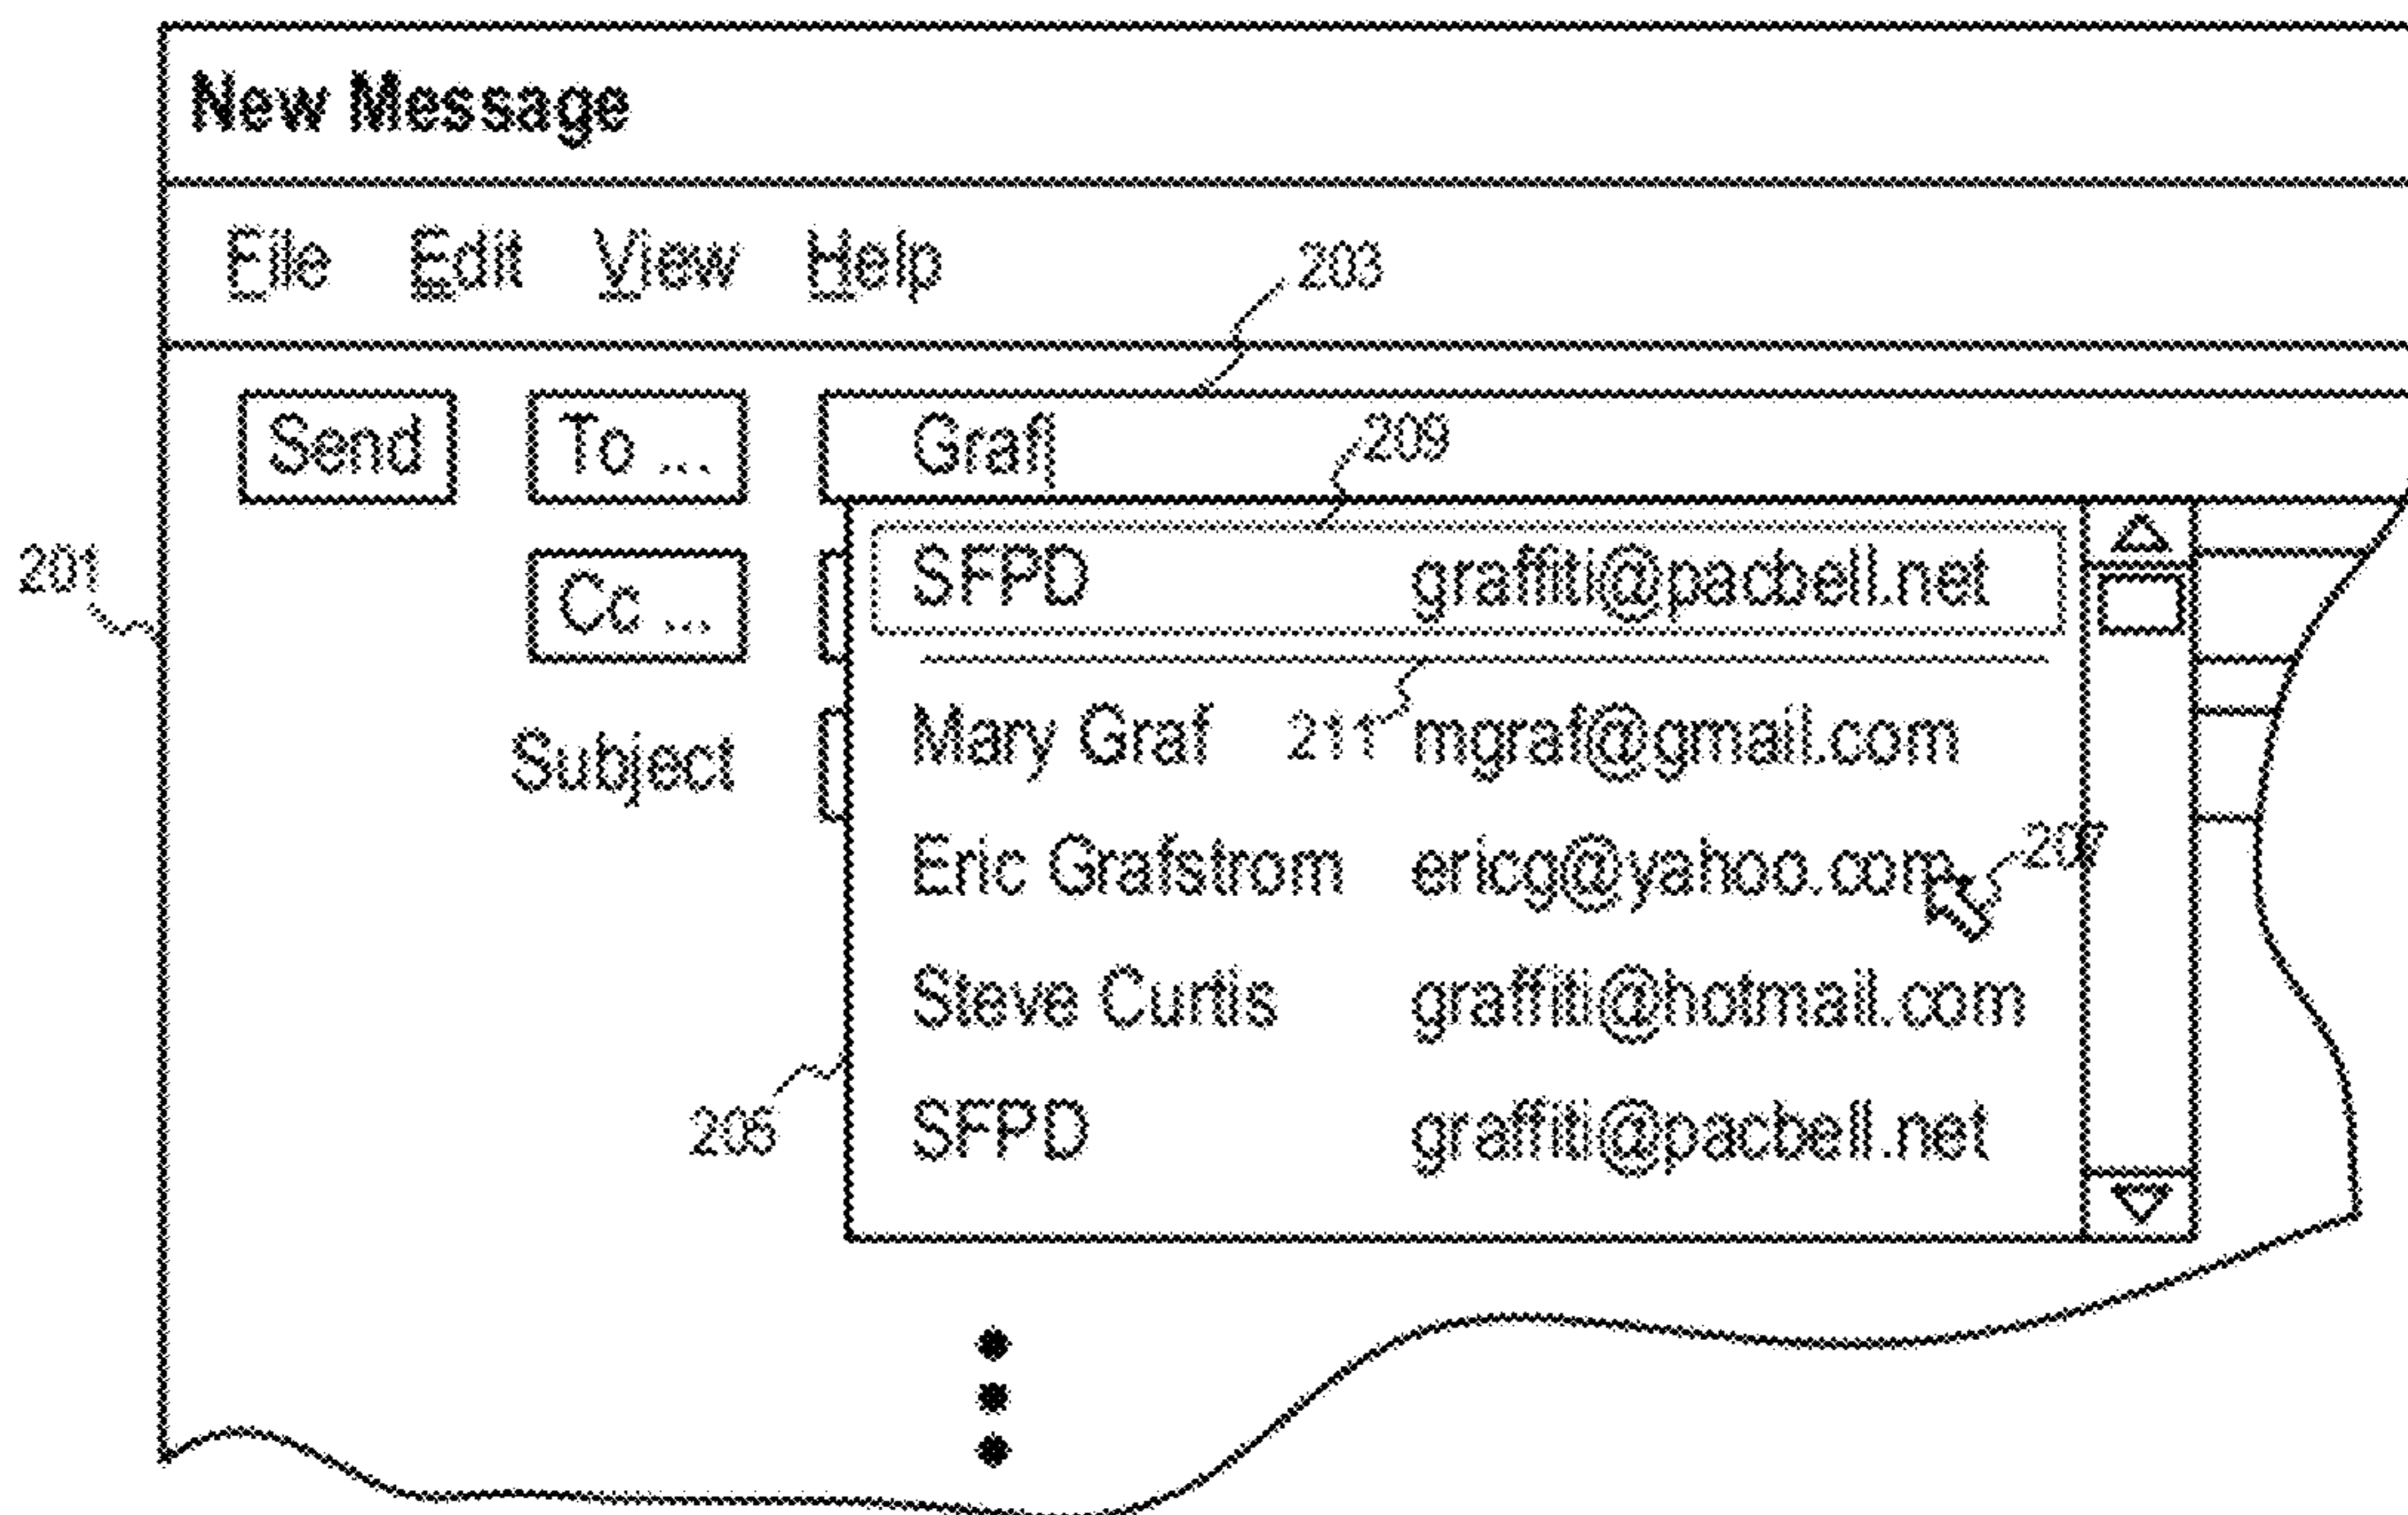 New Message
File Edit View Help
203
Send To ... Graf
209
SFPD graffiti@pacbell.net
201
Cc ...
Mary Graf 211 mgraf@gmail.com
Subject
Eric Grafstrom ericg@yahoo.com 207
Steve Curtis graffiti@hotmail.com
205
SFPD graffiti@pacbell.net